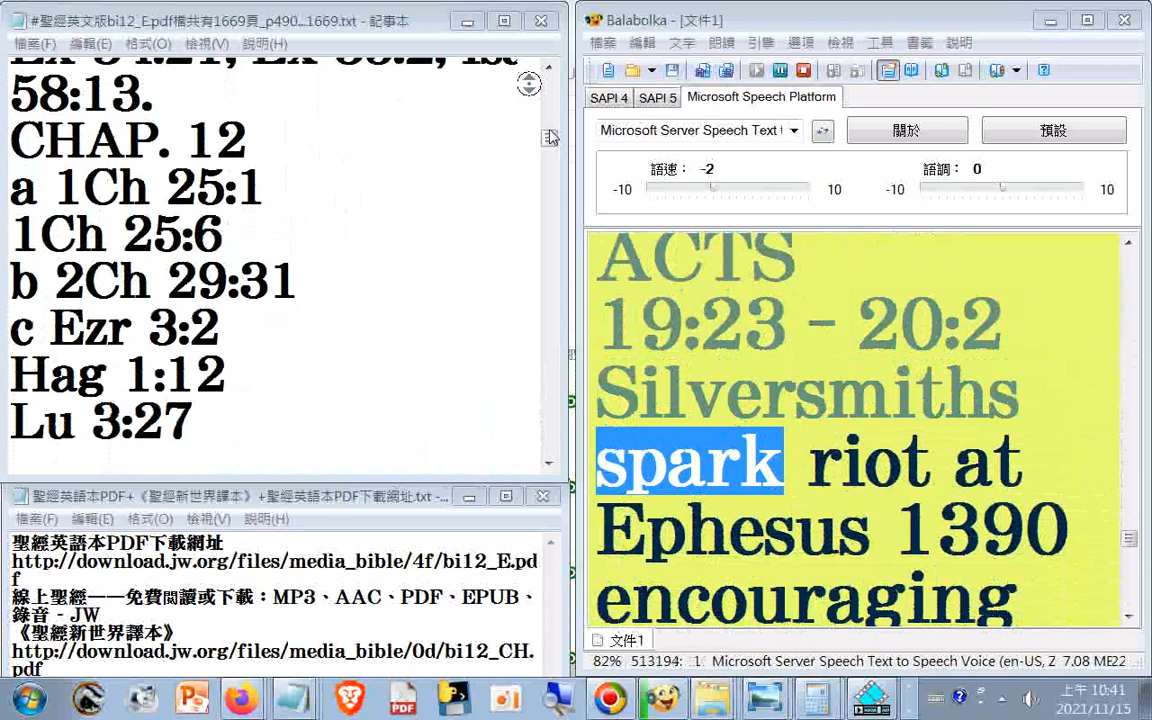 #聖經英文版bi12_E.pdf檔共有1669頁_p490...1669.txt - 記事本
檔案(F) 編輯(E) 格式(O) 檢視(V) 說明(H)
58:13.
CHAP. 12
a 1Ch 25:1
1Ch 25:6
b 2Ch 29:31
c Ezr 3:2
Hag 1:12
Lu 3:27
聖經英語本PDF+《聖經新世界譯本》+聖經英語本PDF下載網址.txt -...
檔案(F) 編輯(E) 格式(O) 檢視(V) 說明(H)
聖經英語本PDF下載網址
http://download.jw.org/files/media_bible/4f/bi12_E.pd
f
線上聖經——免費閱讀或下載：MP3、AAC、PDF、EPUB、
錄音 - JW
《聖經新世界譯本》
http://download.jw.org/files/media_bible/0d/bi12_CH.
pdf
Balabolka - [文件1]
檔案 編輯 文字 朗讀 引擎 選項 檢視 工具 書籤 說明
SAPI 4 SAPI 5 Microsoft Speech Platform
Microsoft Server Speech Text 關於 預設
語速： -2 語調： 0
-10 10 -10 10
ACTS
19:23 - 20:2
Silversmiths
spark riot at
Ephesus 1390
encouraging
文件1
82% 513194: 1 Microsoft Server Speech Text to Speech Voice (en-US, Z 7.08 ME22
PDF
上午 10:41
2021/11/15